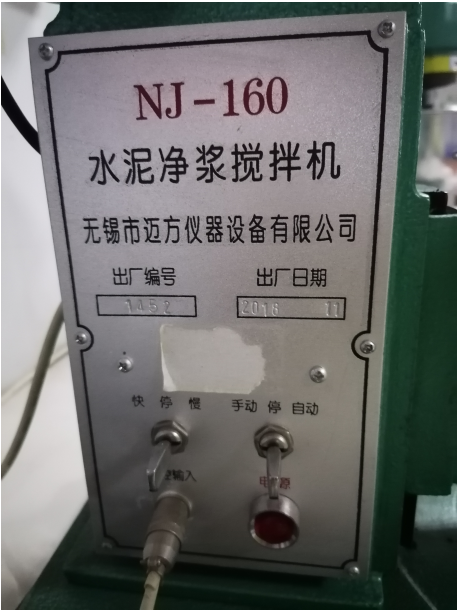 NJ-160
水泥净浆搅拌机
无锡市迈方仪器设备有限公司
出厂编号 出厂日期
1452 2016 11
快 停 慢 手动 停 自动
输入 电源